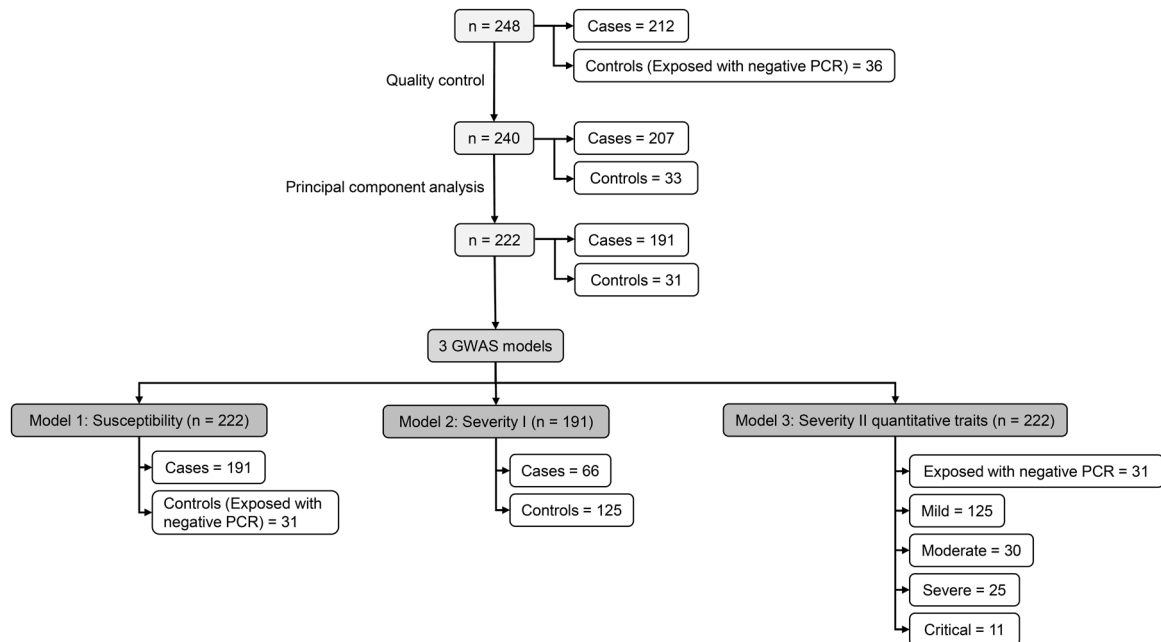 n = 248
Cases = 212
Controls (Exposed with negative PCR) = 36
Quality control
n = 240
Cases = 207
Controls = 33
Principal component analysis
n = 222
Cases = 191
Controls = 31
3 GWAS models
Model 1: Susceptibility (n = 222)
Cases = 191
Controls (Exposed with
negative PCR) = 31
Model 2: Severity I (n = 191)
Cases = 66
Controls = 125
Model 3: Severity II quantitative traits (n = 222)
Exposed with negative PCR = 31
Mild = 125
Moderate = 30
Severe = 25
Critical = 11